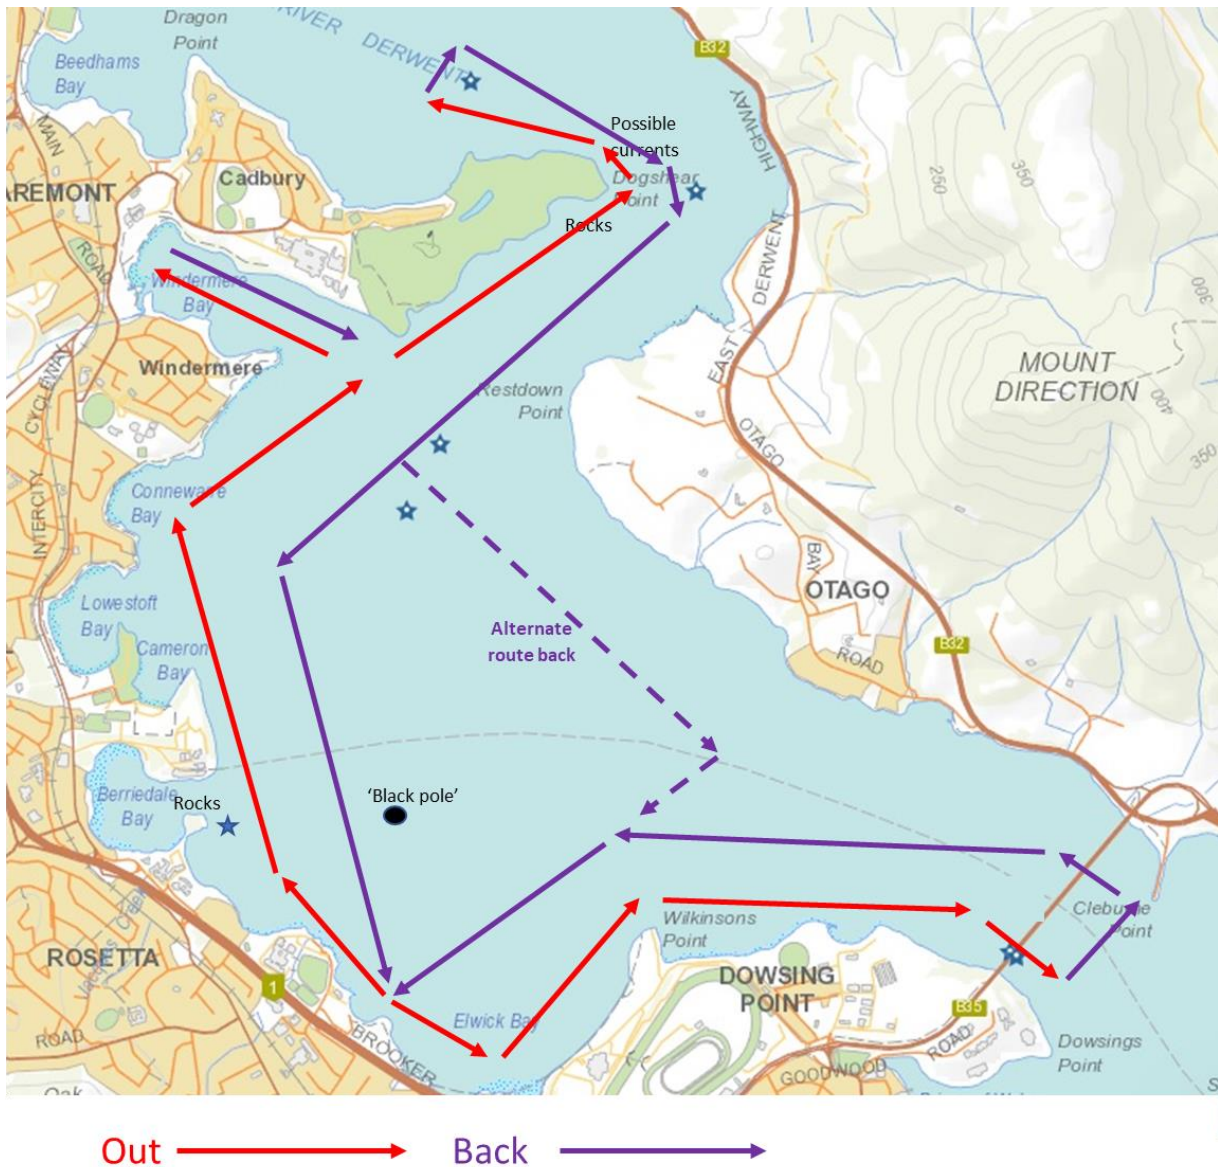 Dragon
Point
RIVER DERWENT
B32
Beedhams
Bay
MAIN
ROAD
HIGHWAY
Possible
currents
Cadbury
AREMONT
Dogshear
Point
Rocks
250
350
DERWENT
EAST
Windermere
Bay
300
Windermere
CYCLEWAY
INTERCITY
Restdown
Point
MOUNT
DIRECTION
400
350
OTAGO
Connewarre
Bay
BAY
ROAD
OTAGO
Lowestoft
Bay
Alternate
route back
Cameron
Bay
B32
Berriedale
Bay
Rocks
'Black pole'
Cleburne
Point
Wilkinsons
Point
ROSETTA
Creek
1
DOWSING
POINT
B35
ROAD
Elwick Bay
BROOKER
ROAD
GOODWOOD
Dowsings
Point
Out
Back